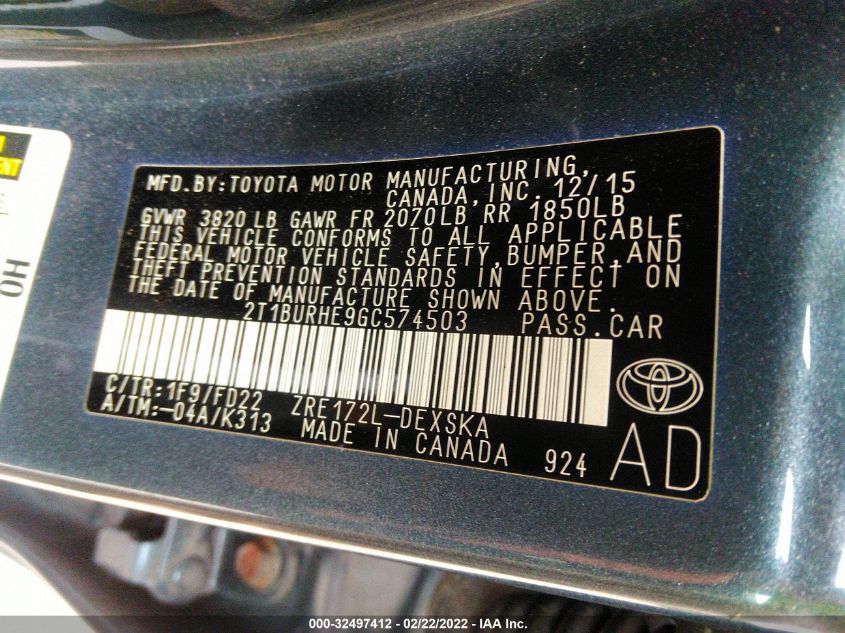 MFD.BY:TOYOTA MOTOR MANUFACTURING,
CANADA,INC. 12/15
GVWR 3820 LB GAWR FR 2070LB RR 1850LB
THIS VEHICLE CONFORMS TO ALL APPLICABLE
FEDERAL MOTOR VEHICLE SAFETY,BUMPER,AND
THEFT PREVENTION STANDARDS IN EFFECT ON
THE DATE OF MANUFACTURE SHOWN ABOVE.
2T1BURHE9GC574503 PASS.CAR
C/TR:1F9/FD22 ZRE172L-DEXSKA
A/TM:-04A/K313 MADE IN CANADA 924 AD
OH
000-32497412 - 02/22/2022 - IAA Inc.